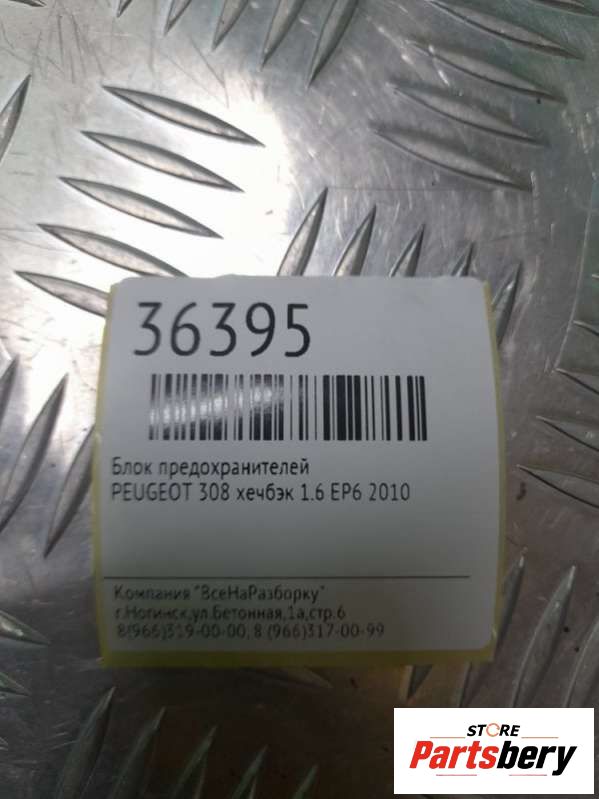 36395
Блок предохранителей
PEUGEOT 308 хечбэк 1.6 EP6 2010
Компания "ВсеНаРазборку"
г.Ногинск,ул.Бетонная,1а,стр.6
8(966)319-00-00; 8 (966)317-00-99
STORE
Partsbery